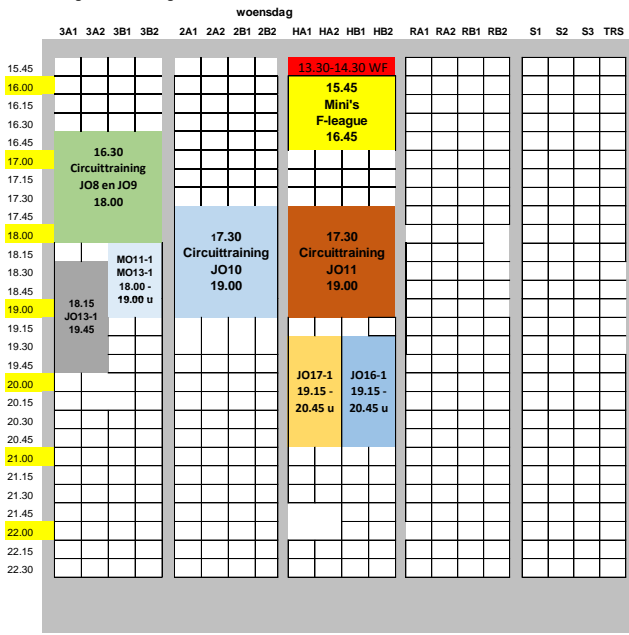 woensdag
3A1 3A2 3B1 3B2 2A1 2A2 2B1 2B2 HA1 HA2 HB1 HB2 RA1 RA2 RB1 RB2 S1 S2 S3 TRS
15.45
13.30-14.30 WF
16.00
15.45
Mini's
F-league
16.45
16.15
16.30
16.45
16.30
Circuittraining
JO8 en JO9
18.00
17.00
17.15
17.30
17.45
18.00
17.30
Circuittraining
JO10
19.00
17.30
Circuittraining
JO11
19.00
18.15
MO11-1
MO13-1
18.00 -
19.00 u
18.30
18.45
19.00
18.15
JO13-1
19.45
19.15
19.30
19.45
JO17-1
19.15 -
20.45 u
JO16-1
19.15 -
20.45 u
20.00
20.15
20.30
20.45
21.00
21.15
21.30
21.45
22.00
22.15
22.30